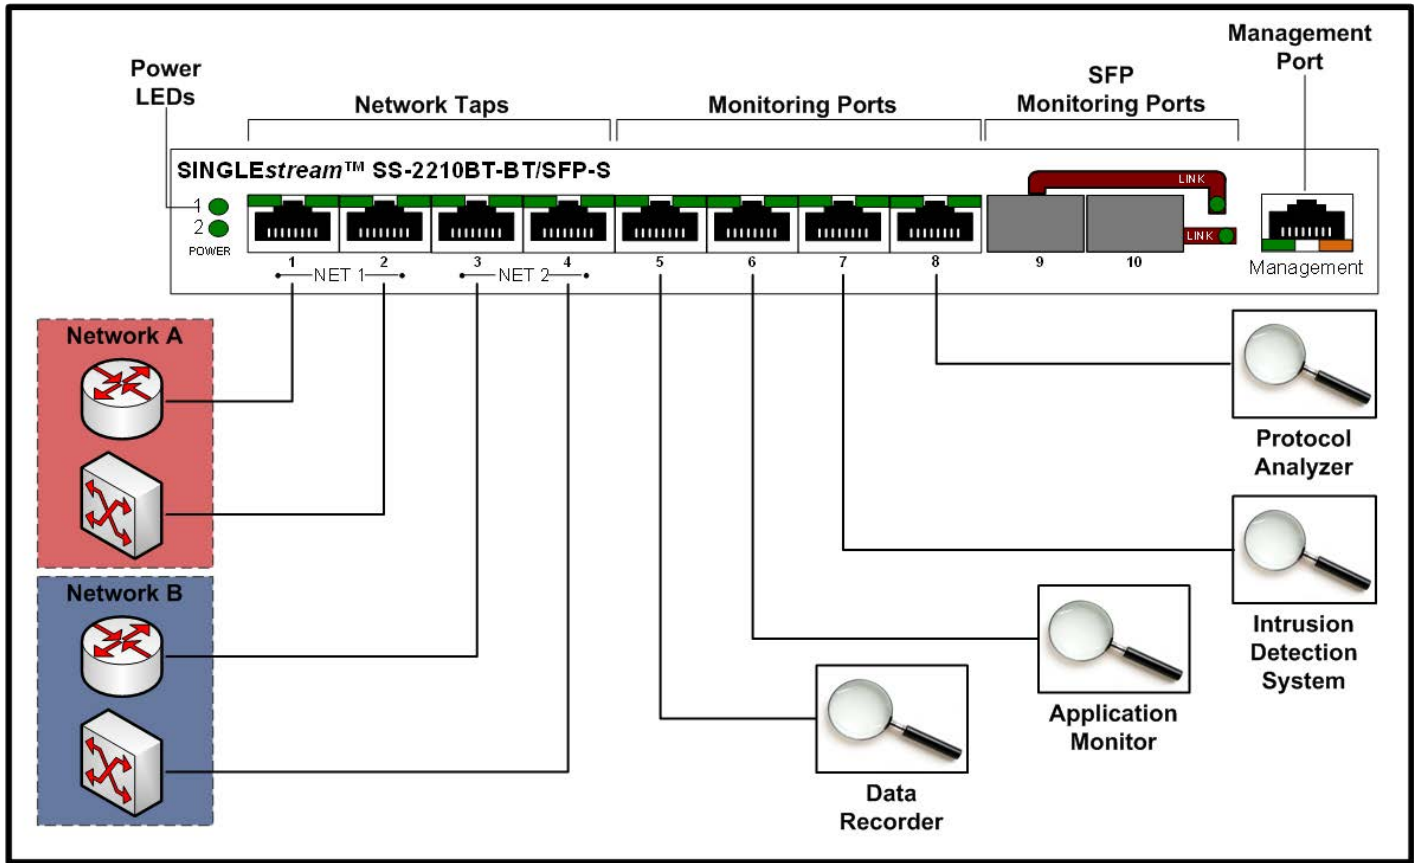 Management
Port
Power
LEDs
SFP
Monitoring Ports
Network Taps
Monitoring Ports
SINGLEstream™ SS-2210BT-BT/SFP-S
LINK
1
2
POWER
LINK
1
2
3
4
5
6
7
8
9
10
NET 1
NET 2
Management
Network A
Network B
Protocol
Analyzer
Intrusion
Detection
System
Application
Monitor
Data
Recorder